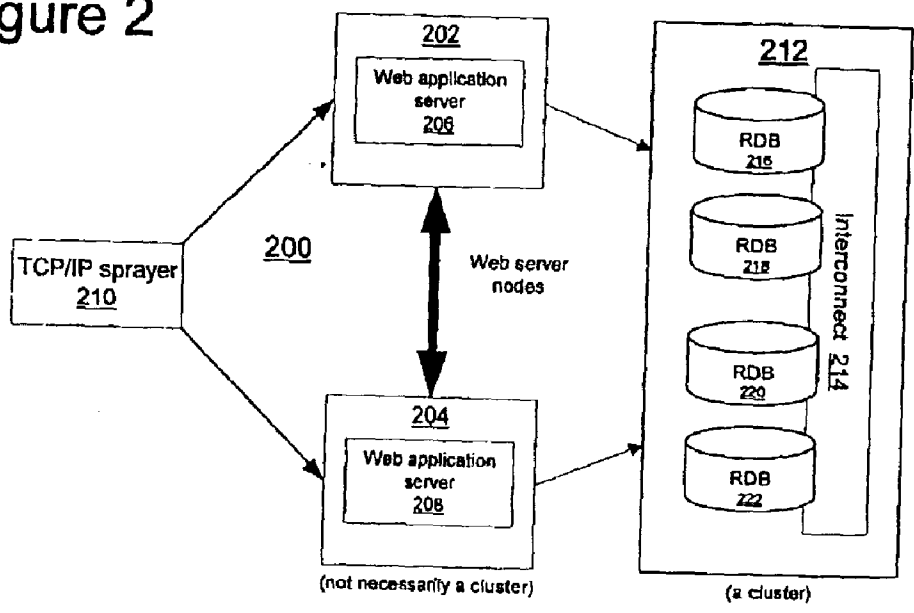 gure 2
202
Web application
server
206
212
RDB
216
RDB
218
Interconnect 214
RDB
220
RDB
222
200
TCP/IP sprayer
210
Web server
nodes
204
Web application
server
208
(not necessarily a cluster)
(a cluster)